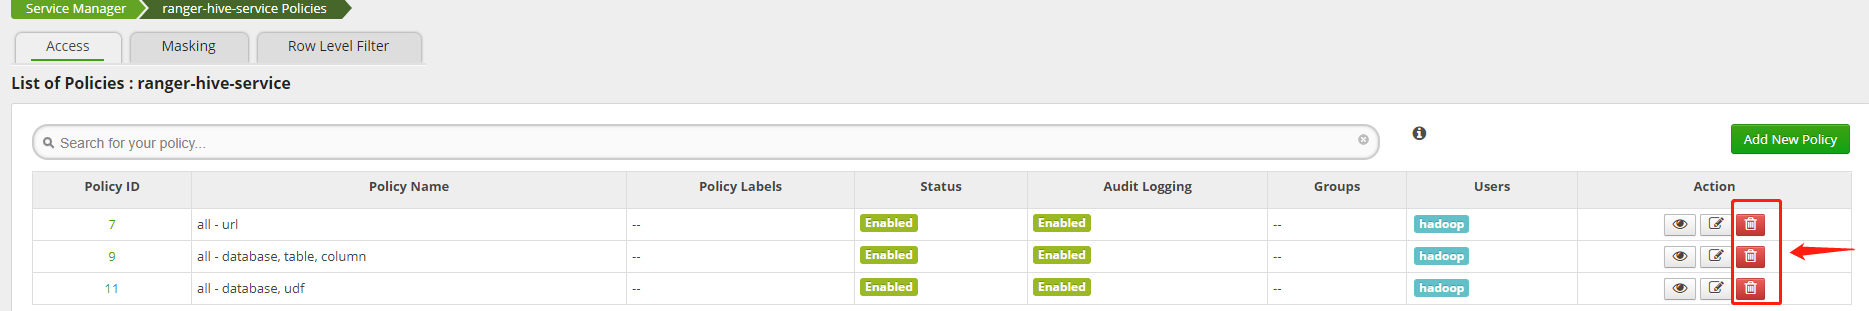 Service Manager ranger-hive-service Policies
Access Masking Row Level Filter
List of Policies : ranger-hive-service
Search for your policy...
Add New Policy
Policy ID Policy Name Policy Labels Status Audit Logging Groups Users Action
7 all - url -- Enabled Enabled -- hadoop
9 all - database, table, column -- Enabled Enabled -- hadoop
11 all - database, udf -- Enabled Enabled -- hadoop